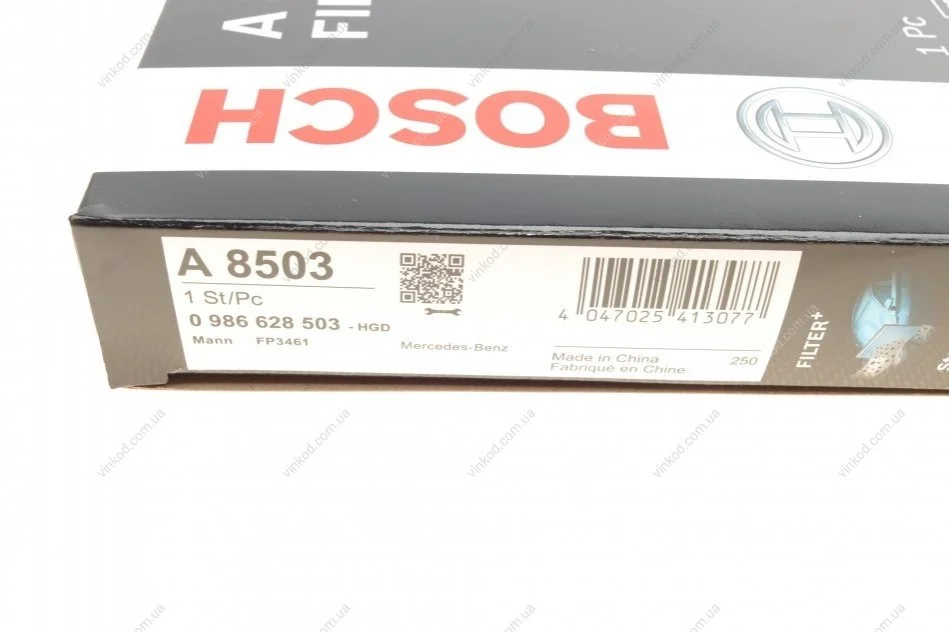 A
FI
1 PC
BOSCH
A 8503
1 St/Pc
0 986 628 503 - HGD
Mann FP3461
Mercedes-Benz
4 047025 413077
Made in China
Fabriqué en Chine
250
FILTER+
S
vinkod.com.ua